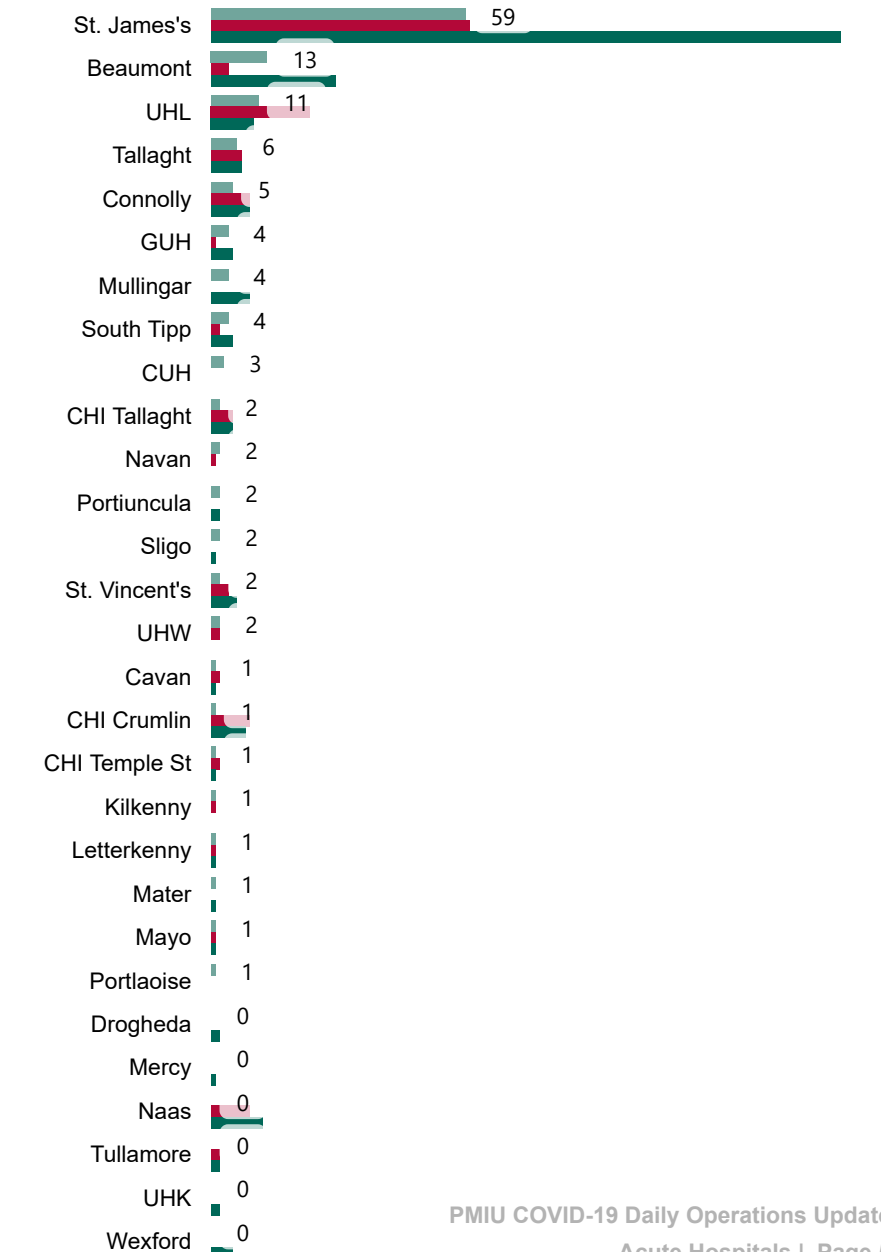 St. James's 59
Beaumont 13
UHL 11
Tallaght 6
Connolly 5
GUH 4
Mullingar 4
South Tipp 4
CUH 3
CHI Tallaght 2
Navan 2
Portiuncula 2
Sligo 2
St. Vincent's 2
UHW 2
Cavan 1
CHI Crumlin 1
CHI Temple St 1
Kilkenny 1
Letterkenny 1
Mater 1
Mayo 1
Portlaoise 1
Drogheda 0
Mercy 0
Naas 0
Tullamore 0
UHK 0
Wexford 0
PMIU COVID-19 Daily Operations Update
Acute Hospitals | Page